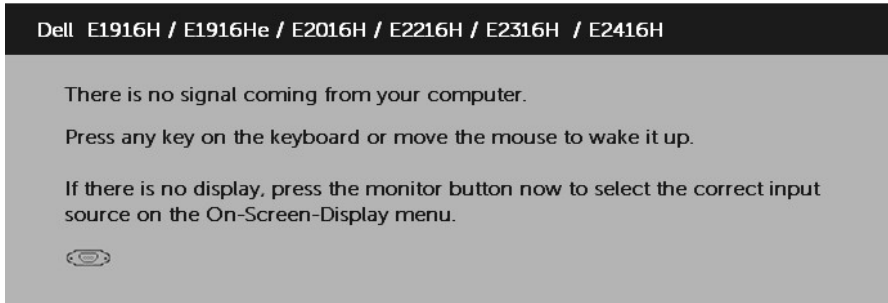 Dell E1916H / E1916He / E2016H / E2216H / E2316H / E2416H
There is no signal coming from your computer.
Press any key on the keyboard or move the mouse to wake it up.
If there is no display, press the monitor button now to select the correct input
source on the On-Screen-Display menu.